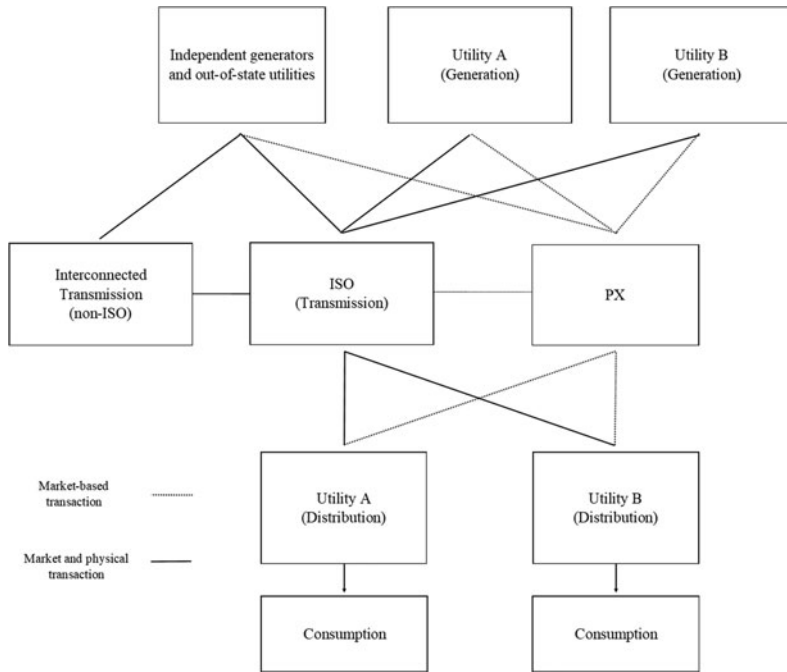 Independent generators
and out-of-state utilities
Utility A
(Generation)
Utility B
(Generation)
Interconnected
Transmission
(non-ISO)
ISO
(Transmission)
PX
Utility A
(Distribution)
Utility B
(Distribution)
Market-based
transaction
Market and physical
transaction
Consumption
Consumption